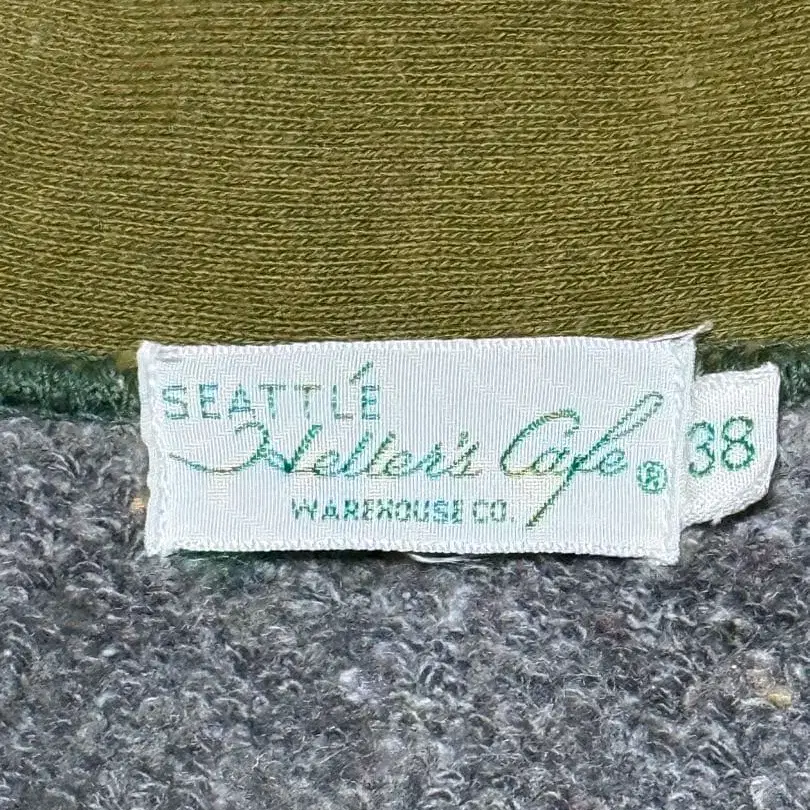 SEATTLE
Heller's Cafe ®
WAREHOUSE CO.
38